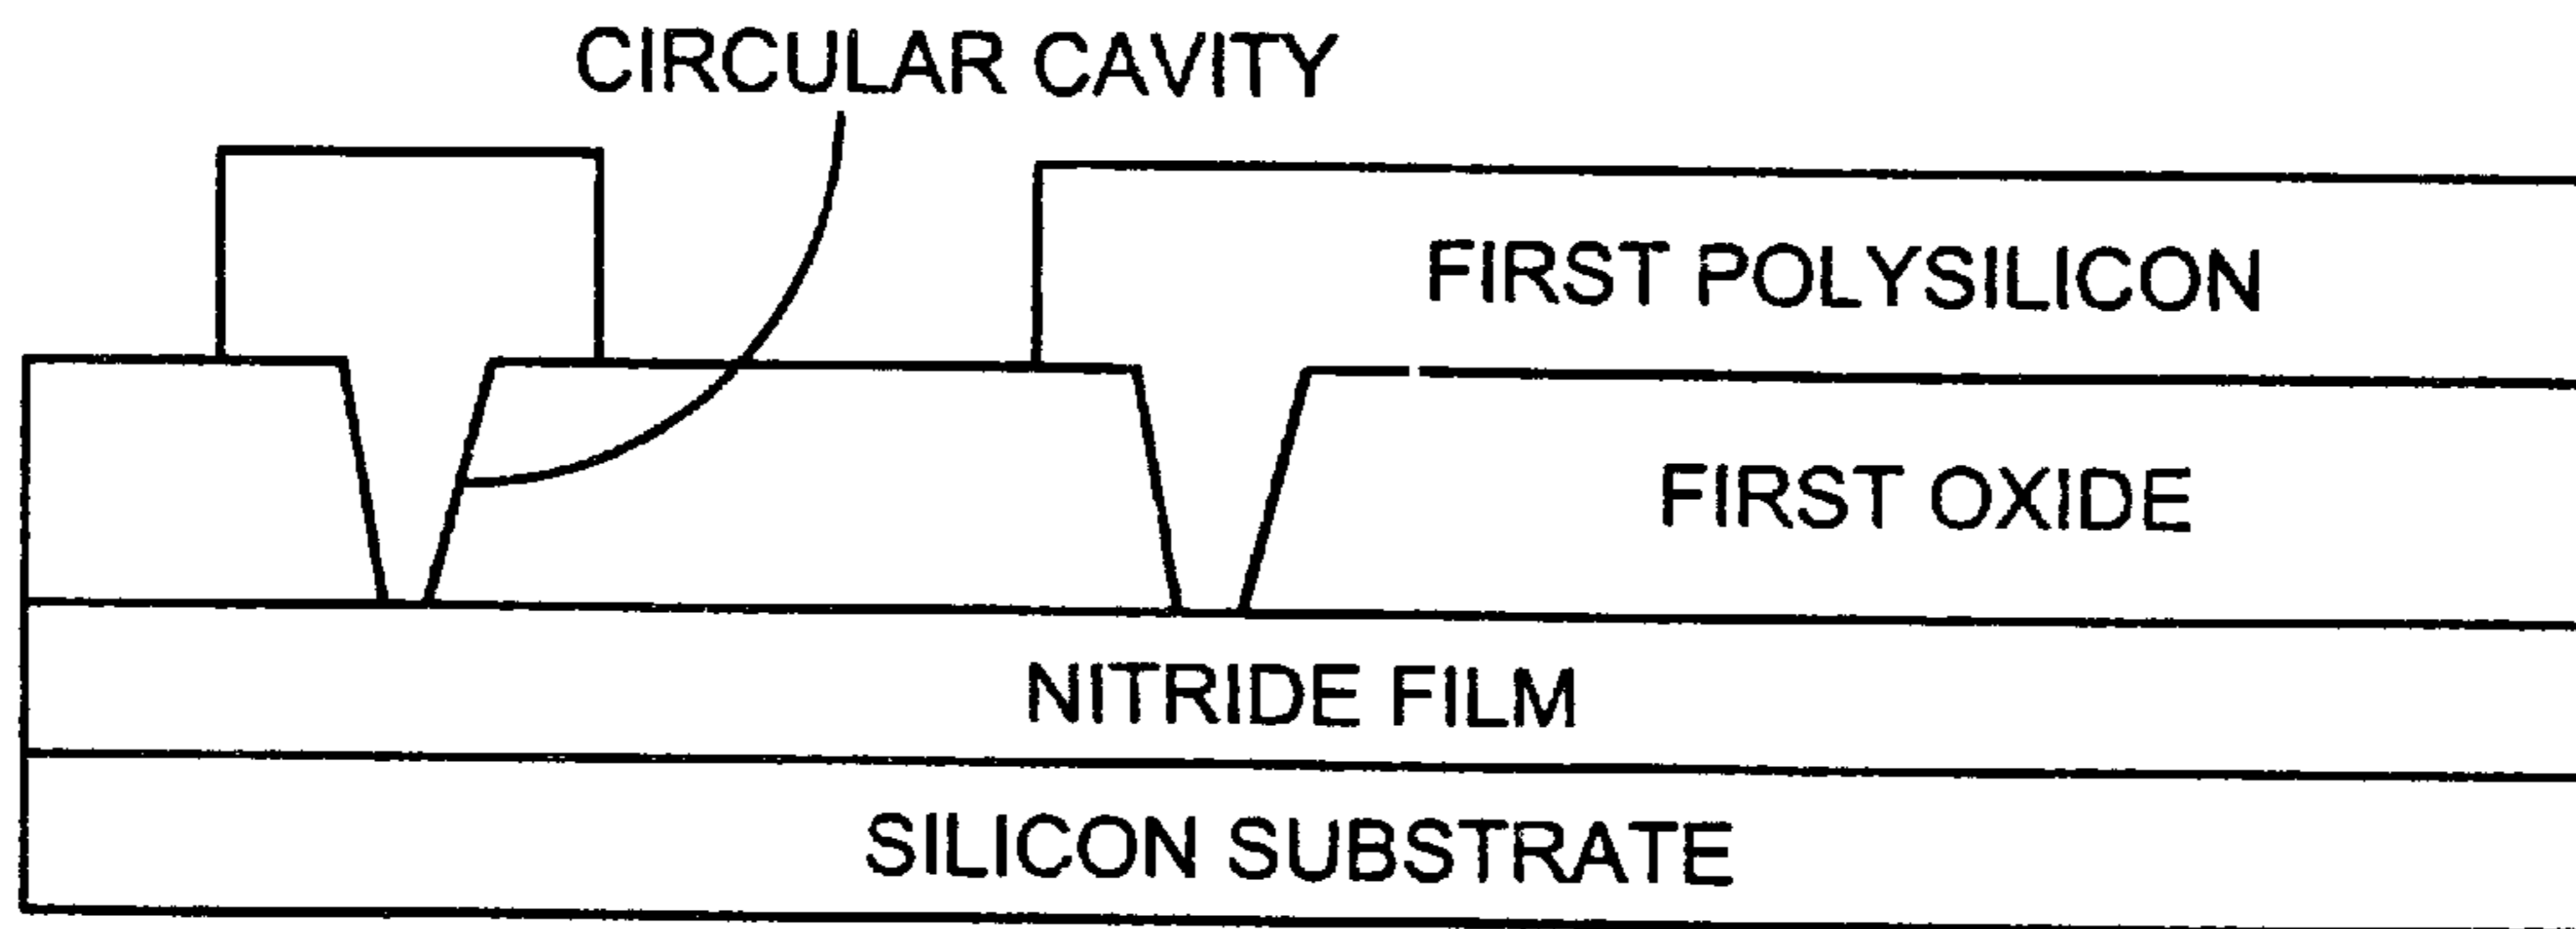 CIRCULAR CAVITY
FIRST POLYSILICON
FIRST OXIDE
NITRIDE FILM
SILICON SUBSTRATE